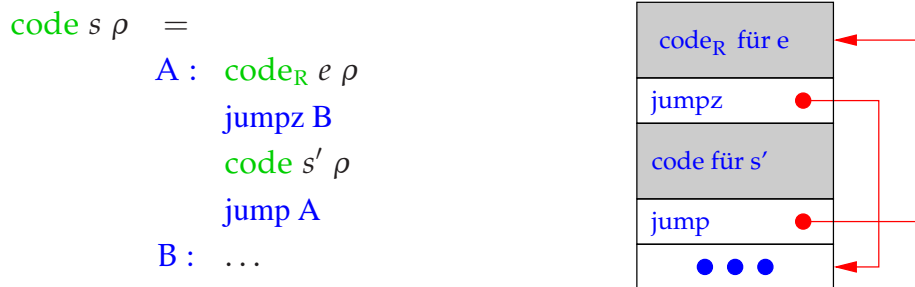 code s ρ =
A : code_R e ρ
jumpz B
code s′ ρ
jump A
B : ...
code_R für e
jumpz
code für s′
jump